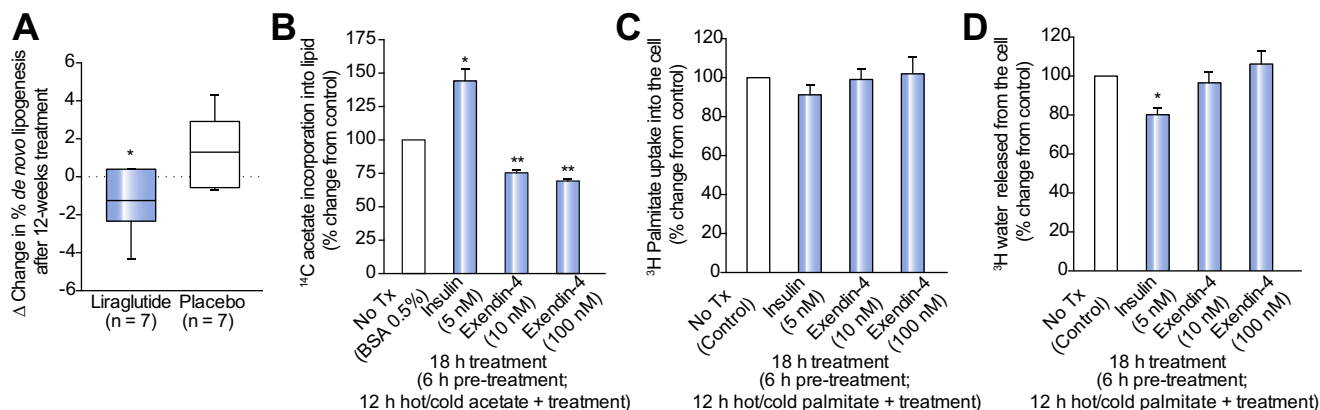 A
Δ Change in % de novo lipogenesis
after 12-weeks treatment
6
4
2
0
-2
-4
-6
*
Liraglutide
(n = 7)
Placebo
(n = 7)
B
¹⁴C acetate incorporation into lipid
(% change from control)
175
150
125
100
75
50
25
0
*
**
**
No Tx
(BSA 0.5%)
Insulin
(5 nM)
Exendin-4
(10 nM)
Exendin-4
(100 nM)
18 h treatment
(6 h pre-treatment;
12 h hot/cold acetate + treatment)
C
³H Palmitate uptake into the cell
(% change from control)
120
100
80
60
40
20
0
No Tx
(Control)
Insulin
(5 nM)
Exendin-4
(10 nM)
Exendin-4
(100 nM)
18 h treatment
(6 h pre-treatment;
12 h hot/cold palmitate + treatment)
D
³H water released from the cell
(% change from control)
120
100
80
60
40
20
0
*
No Tx
(Control)
Insulin
(5 nM)
Exendin-4
(10 nM)
Exendin-4
(100 nM)
18 h treatment
(6 h pre-treatment;
12 h hot/cold palmitate + treatment)